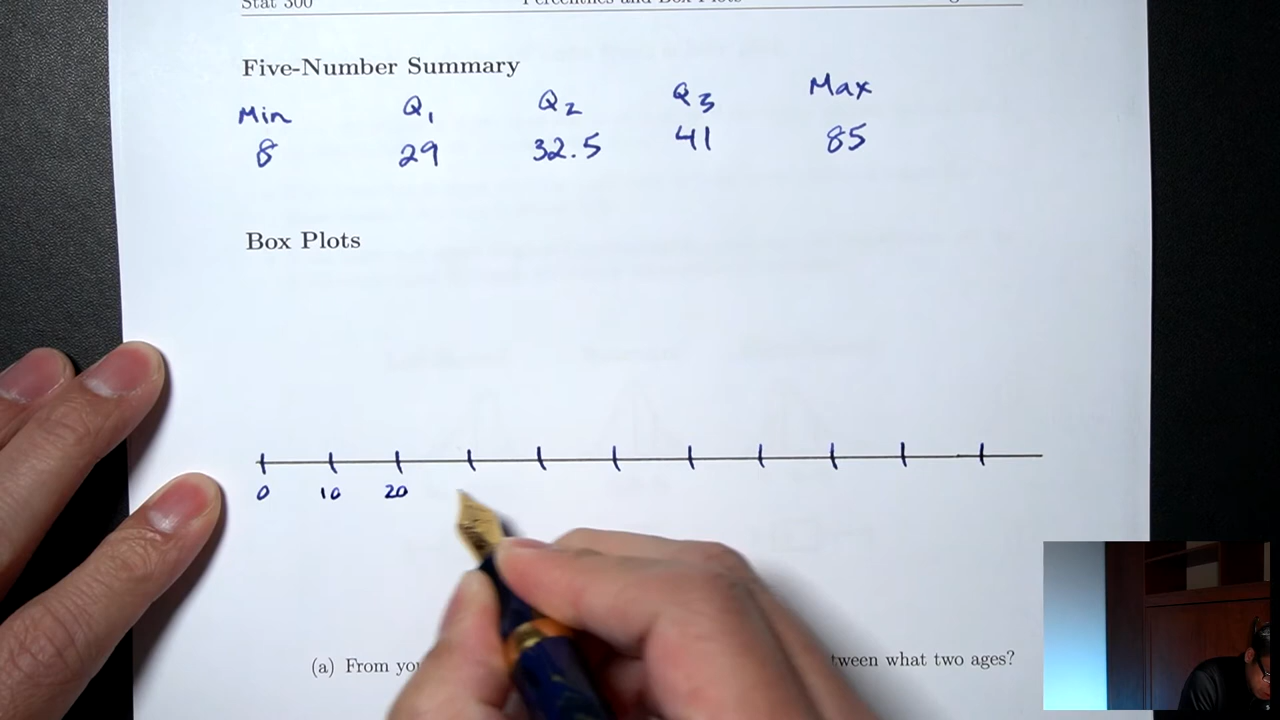 Stat 300 Percentiles and Box Plots
Five-Number Summary
Min Q1 Q2 Q3 Max
8 29 32.5 41 85
Box Plots
0 10 20
(a) From you tween what two ages?